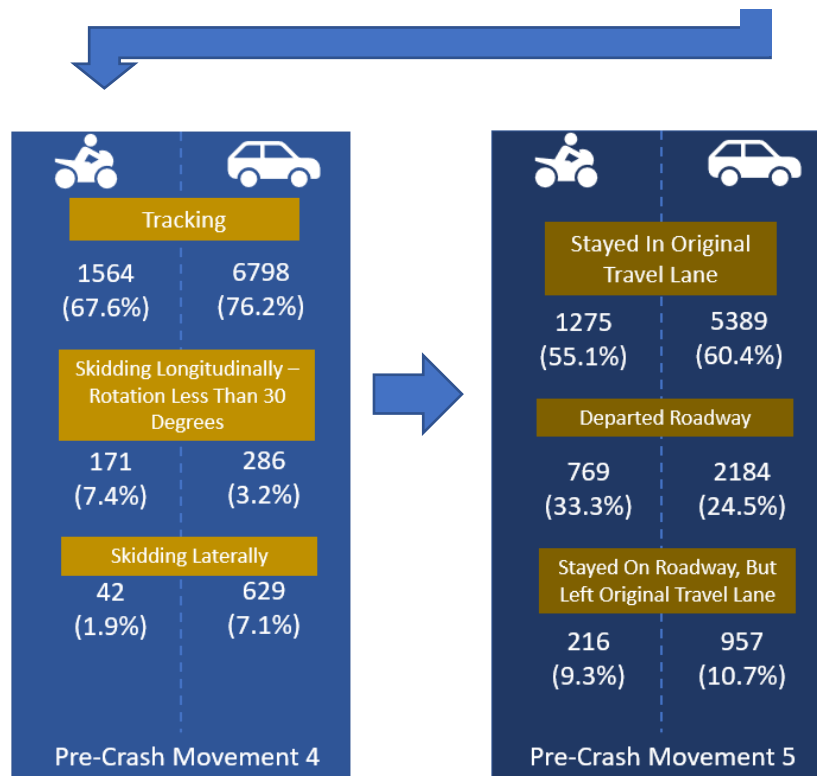 Tracking
1564 6798
(67.6%) (76.2%)
Skidding Longitudinally –
Rotation Less Than 30
Degrees
171 286
(7.4%) (3.2%)
Skidding Laterally
42 629
(1.9%) (7.1%)
Pre-Crash Movement 4
Stayed In Original
Travel Lane
1275 5389
(55.1%) (60.4%)
Departed Roadway
769 2184
(33.3%) (24.5%)
Stayed On Roadway, But
Left Original Travel Lane
216 957
(9.3%) (10.7%)
Pre-Crash Movement 5